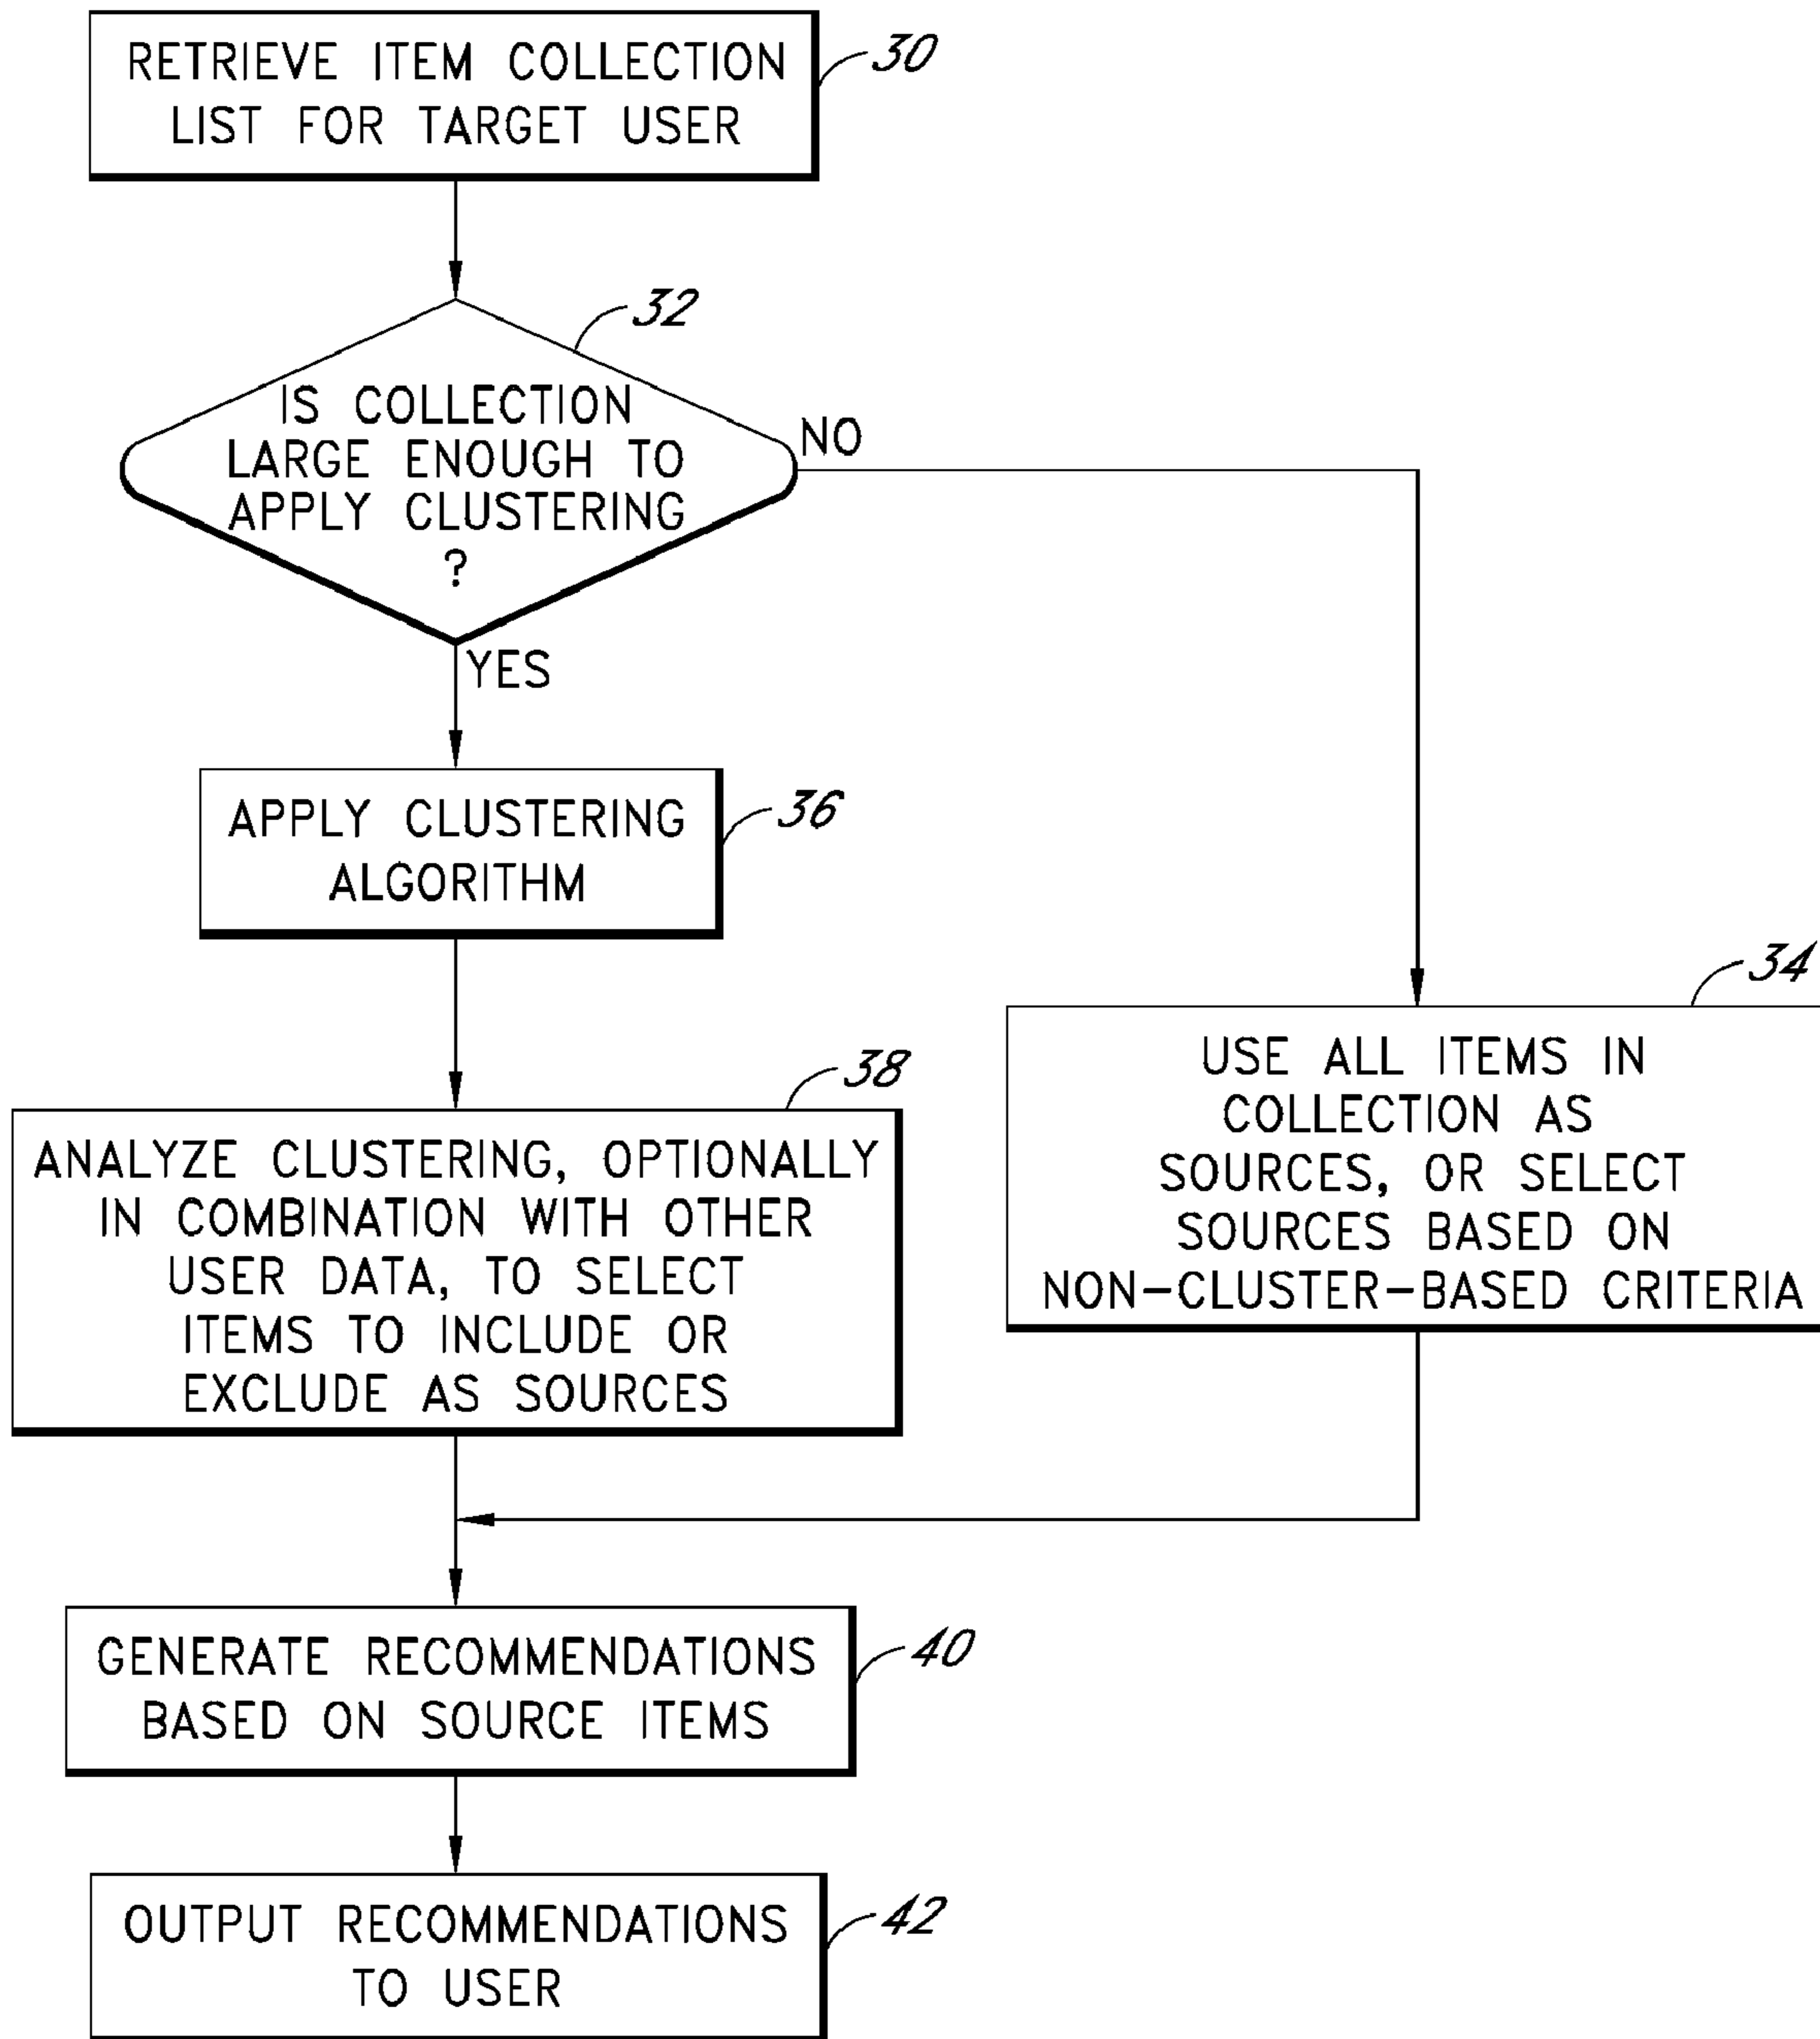 RETRIEVE ITEM COLLECTION
LIST FOR TARGET USER
30
32
IS COLLECTION
LARGE ENOUGH TO
APPLY CLUSTERING
?
NO
YES
APPLY CLUSTERING
ALGORITHM
36
34
USE ALL ITEMS IN
COLLECTION AS
SOURCES, OR SELECT
SOURCES BASED ON
NON-CLUSTER-BASED CRITERIA
38
ANALYZE CLUSTERING, OPTIONALLY
IN COMBINATION WITH OTHER
USER DATA, TO SELECT
ITEMS TO INCLUDE OR
EXCLUDE AS SOURCES
GENERATE RECOMMENDATIONS
BASED ON SOURCE ITEMS
40
OUTPUT RECOMMENDATIONS
TO USER
42